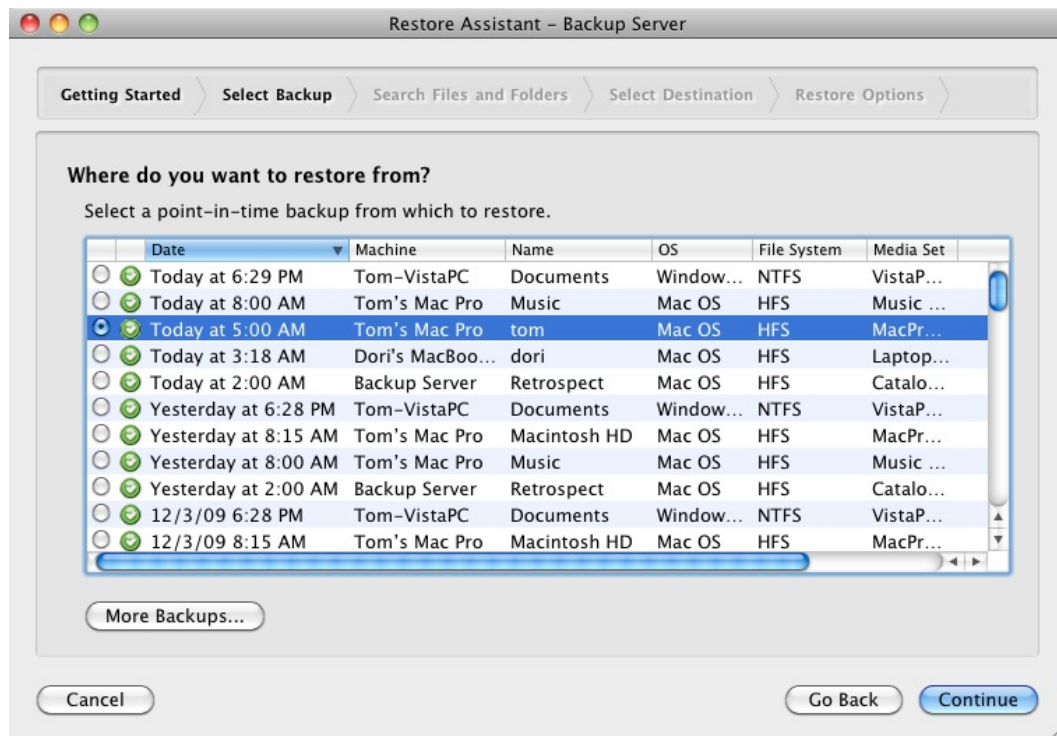 Restore Assistant – Backup Server
Getting Started Select Backup Search Files and Folders Select Destination Restore Options
Where do you want to restore from?
Select a point-in-time backup from which to restore.
Date Machine Name OS File System Media Set
Today at 6:29 PM Tom-VistaPC Documents Window... NTFS VistaP...
Today at 8:00 AM Tom's Mac Pro Music Mac OS HFS Music ...
Today at 5:00 AM Tom's Mac Pro tom Mac OS HFS MacPr...
Today at 3:18 AM Dori's MacBoo... dori Mac OS HFS Laptop...
Today at 2:00 AM Backup Server Retrospect Mac OS HFS Catalo...
Yesterday at 6:28 PM Tom-VistaPC Documents Window... NTFS VistaP...
Yesterday at 8:15 AM Tom's Mac Pro Macintosh HD Mac OS HFS MacPr...
Yesterday at 8:00 AM Tom's Mac Pro Music Mac OS HFS Music ...
Yesterday at 2:00 AM Backup Server Retrospect Mac OS HFS Catalo...
12/3/09 6:28 PM Tom-VistaPC Documents Window... NTFS VistaP...
12/3/09 8:15 AM Tom's Mac Pro Macintosh HD Mac OS HFS MacPr...
More Backups...
Cancel Go Back Continue